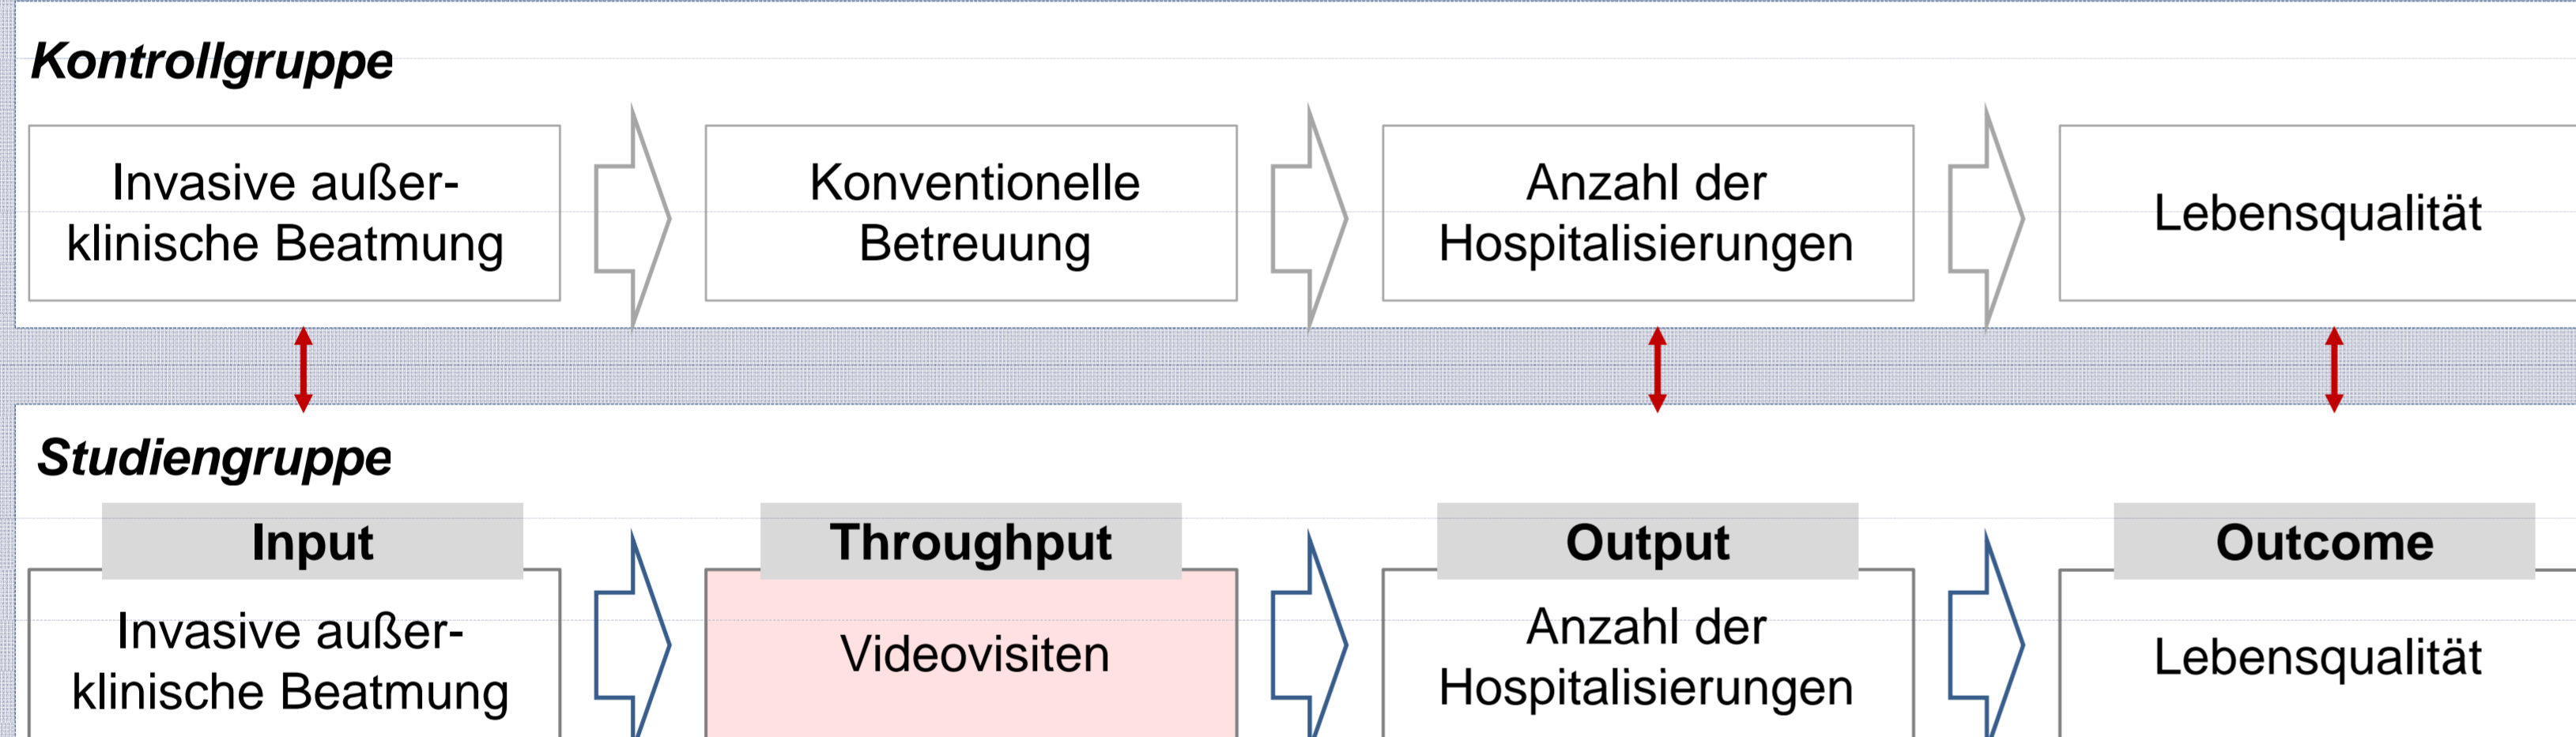 Kontrollgruppe
Invasive außer-
klinische Beatmung
Konventionelle
Betreuung
Anzahl der
Hospitalisierungen
Lebensqualität
Studiengruppe
Input
Invasive außer-
klinische Beatmung
Throughput
Videovisiten
Output
Anzahl der
Hospitalisierungen
Outcome
Lebensqualität